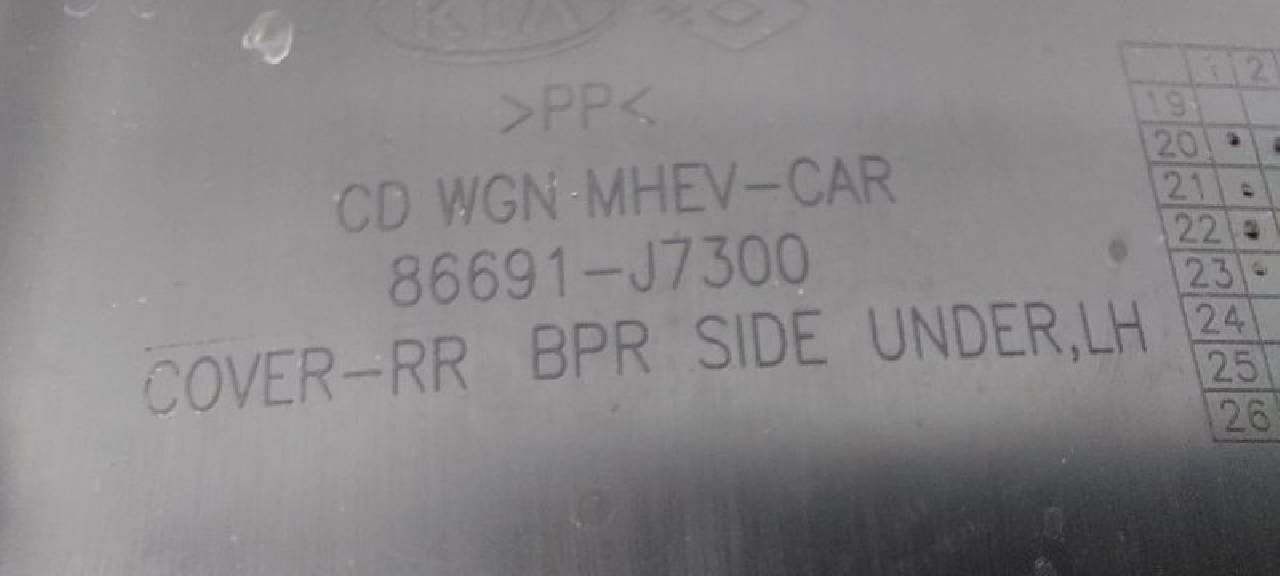 KIA
>PP<
CD WGN MHEV-CAR
86691-J7300
COVER-RR BPR SIDE UNDER,LH
1 2
19
20
21
22
23
24
25
26